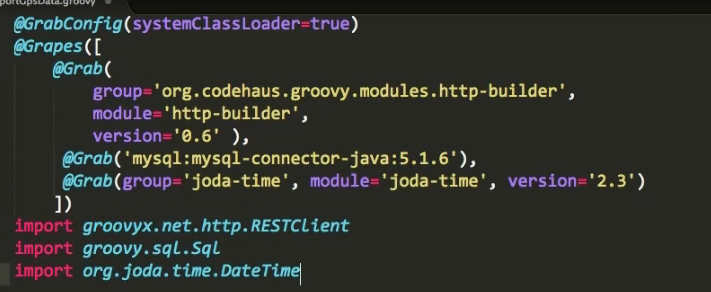 portGpsData.groovy
@GrabConfig(systemClassLoader=true)
@Grapes([
    @Grab(
        group='org.codehaus.groovy.modules.http-builder',
        module='http-builder',
        version='0.6' ),
     @Grab('mysql:mysql-connector-java:5.1.6'),
     @Grab(group='joda-time', module='joda-time', version='2.3')
    ])
import groovyx.net.http.RESTClient
import groovy.sql.Sql
import org.joda.time.DateTime